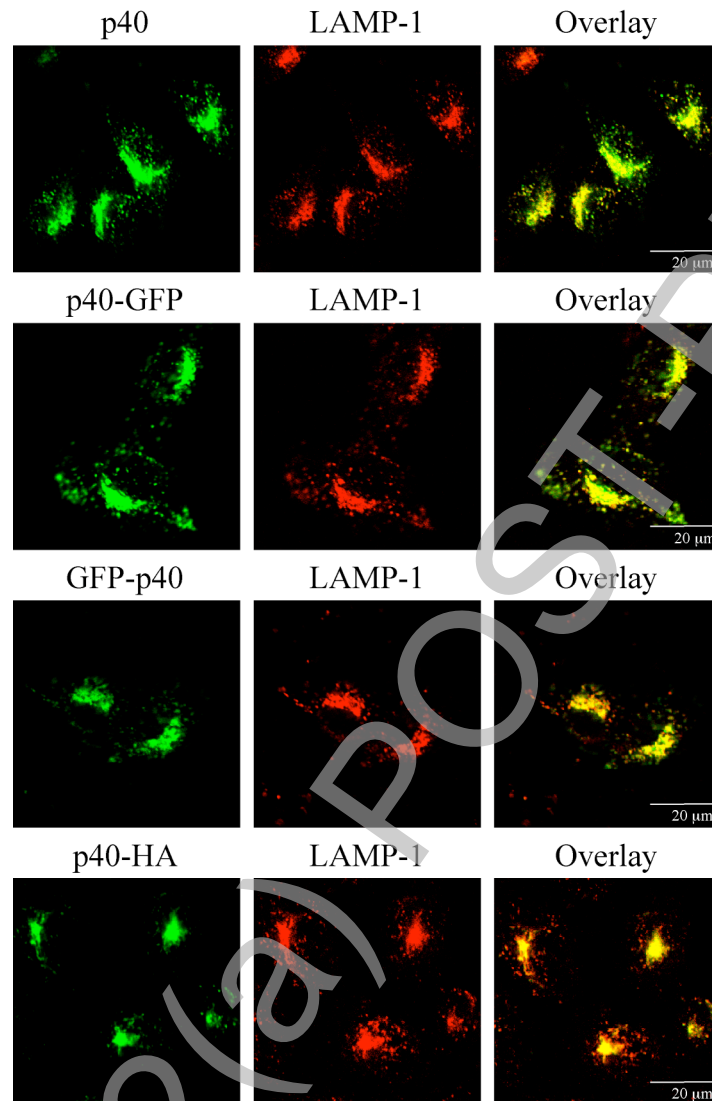 p40 LAMP-1 Overlay
20 μm
p40-GFP LAMP-1 Overlay
20 μm
GFP-p40 LAMP-1 Overlay
20 μm
p40-HA LAMP-1 Overlay
20 μm
P(a) POST-P